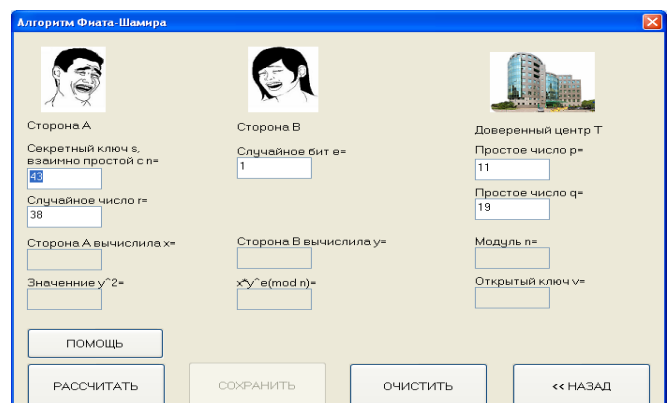 Алгоритм Фиата-Шамира
Сторона А
Сторона В
Доверенный центр Т
Секретный ключ s,
взаимно простой с n=
43
Случайное бит e=
1
Простое число p=
11
Случайное число r=
38
Простое число q=
19
Сторона А вычислила x=
Сторона В вычислила y=
Модуль n=
Значенние y^2=
x*y^e(mod n)=
Открытый ключ v=
ПОМОЩЬ
РАССЧИТАТЬ
СОХРАНИТЬ
ОЧИСТИТЬ
<< НАЗАД